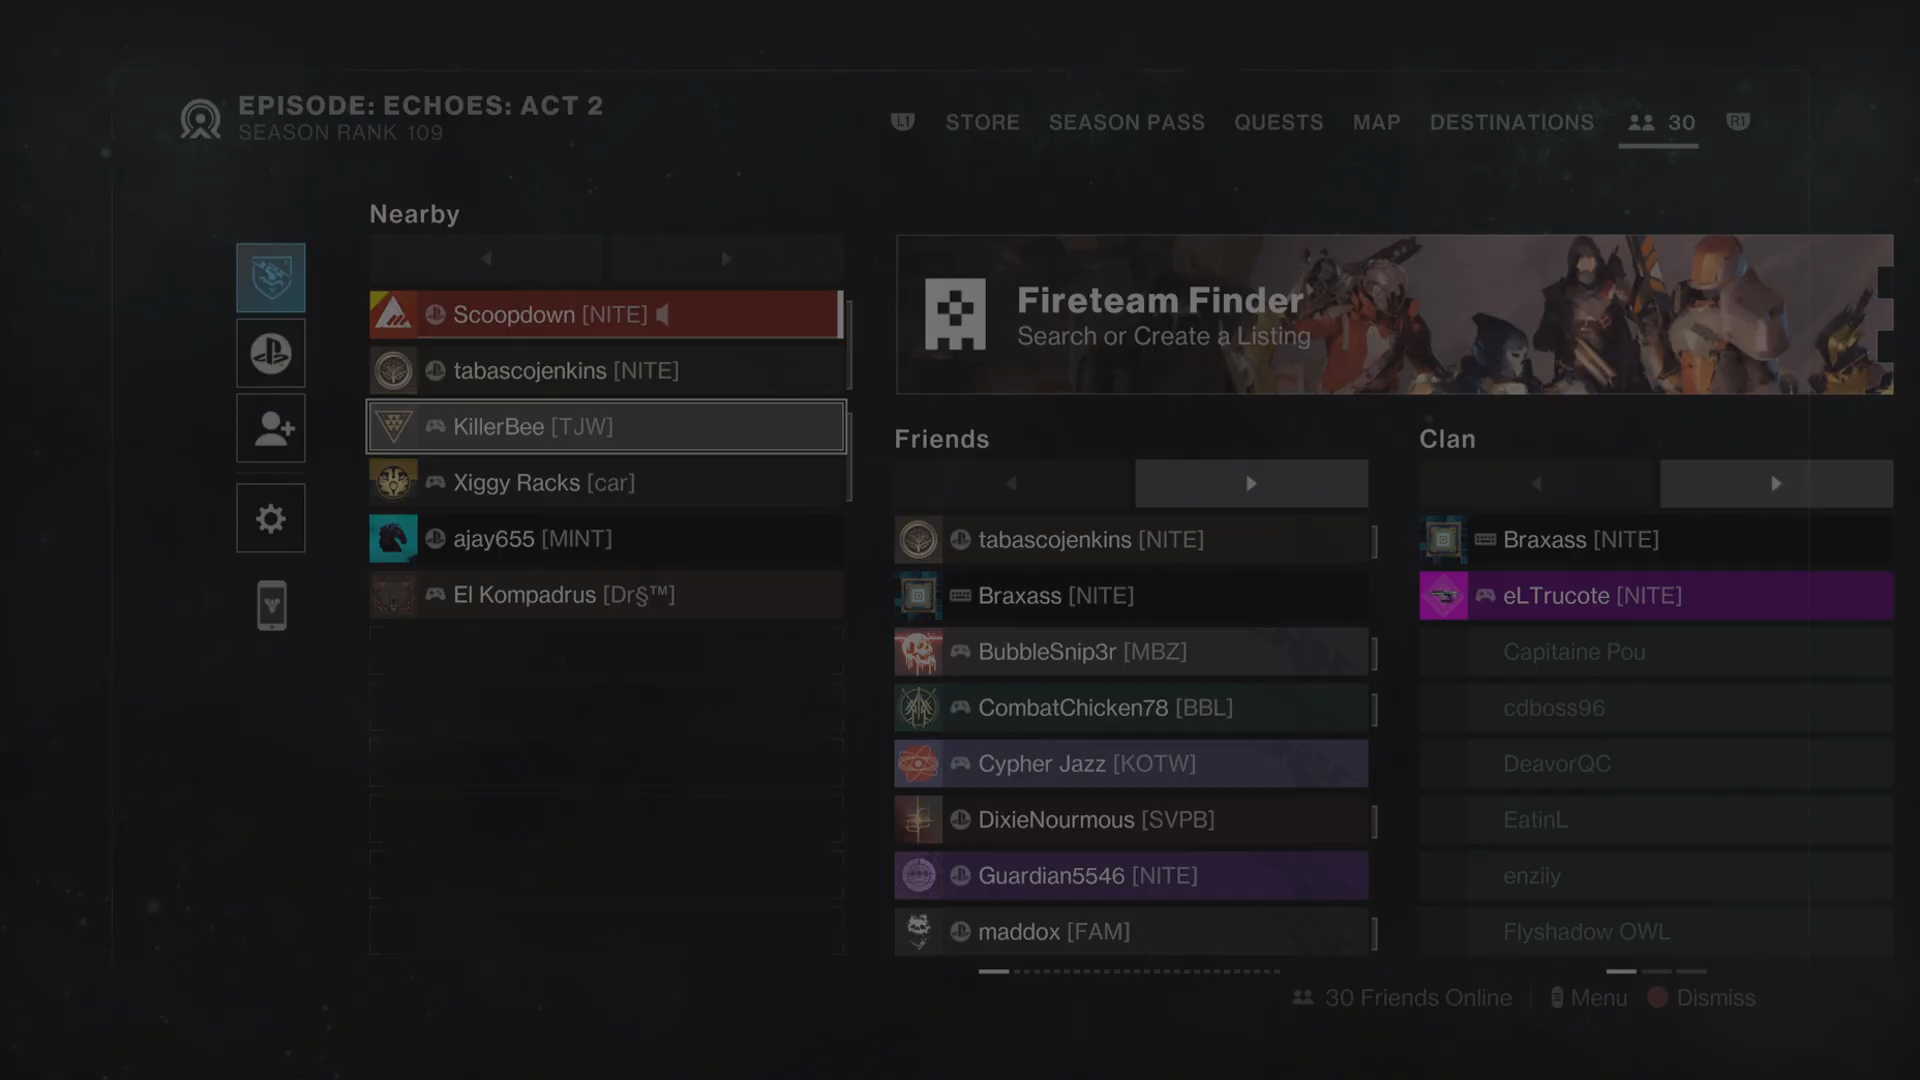 EPISODE: ECHOES: ACT 2
SEASON RANK 109
L1 STORE SEASON PASS QUESTS MAP DESTINATIONS 30 R1
Nearby
Scoopdown [NITE]
tabascojenkins [NITE]
KillerBee [TJW]
Xiggy Racks [car]
ajay655 [MINT]
El Kompadrus [Dr§™]
Fireteam Finder
Search or Create a Listing
Friends
tabascojenkins [NITE]
Braxass [NITE]
BubbleSnip3r [MBZ]
CombatChicken78 [BBL]
Cypher Jazz [KOTW]
DixieNourmous [SVPB]
Guardian5546 [NITE]
maddox [FAM]
Clan
Braxass [NITE]
eLTrucote [NITE]
Capitaine Pou
cdboss96
DeavorQC
EatinL
enziiy
Flyshadow OWL
30 Friends Online Menu Dismiss